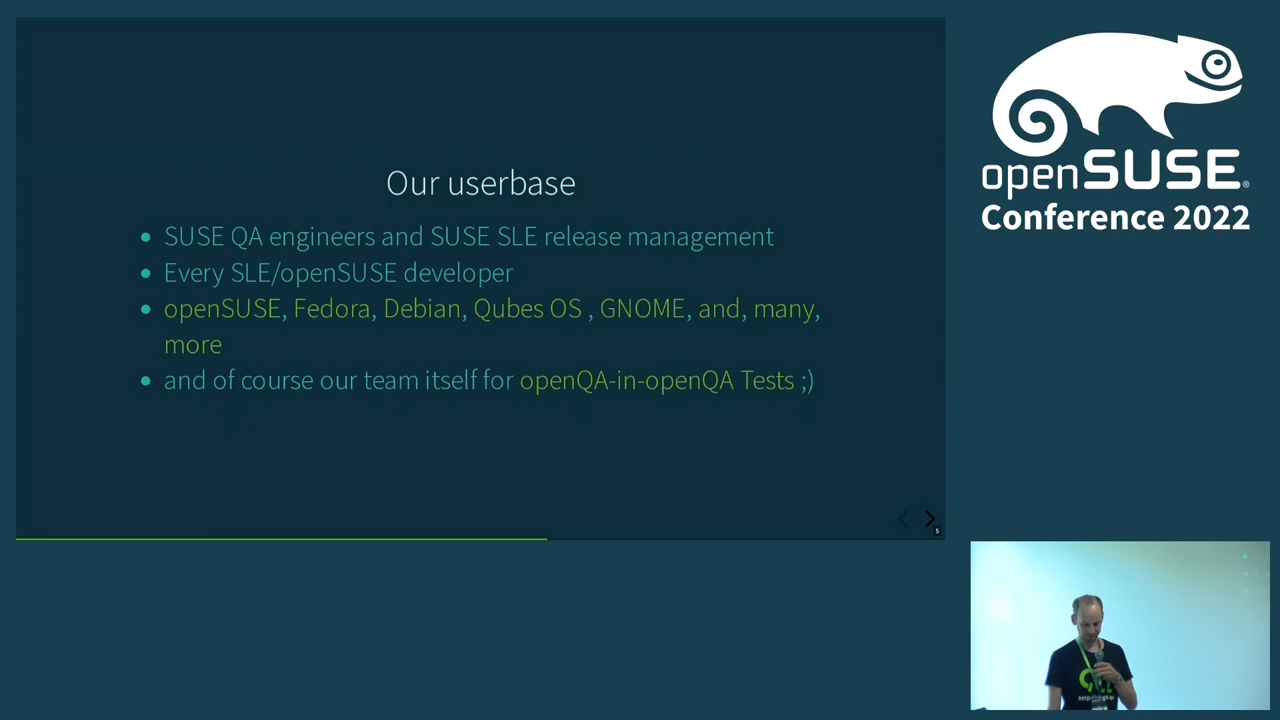 Our userbase
SUSE QA engineers and SUSE SLE release management
Every SLE/openSUSE developer
openSUSE, Fedora, Debian, Qubes OS , GNOME, and, many,
more
and of course our team itself for openQA-in-openQA Tests ;)
5
openSUSE®
Conference 2022